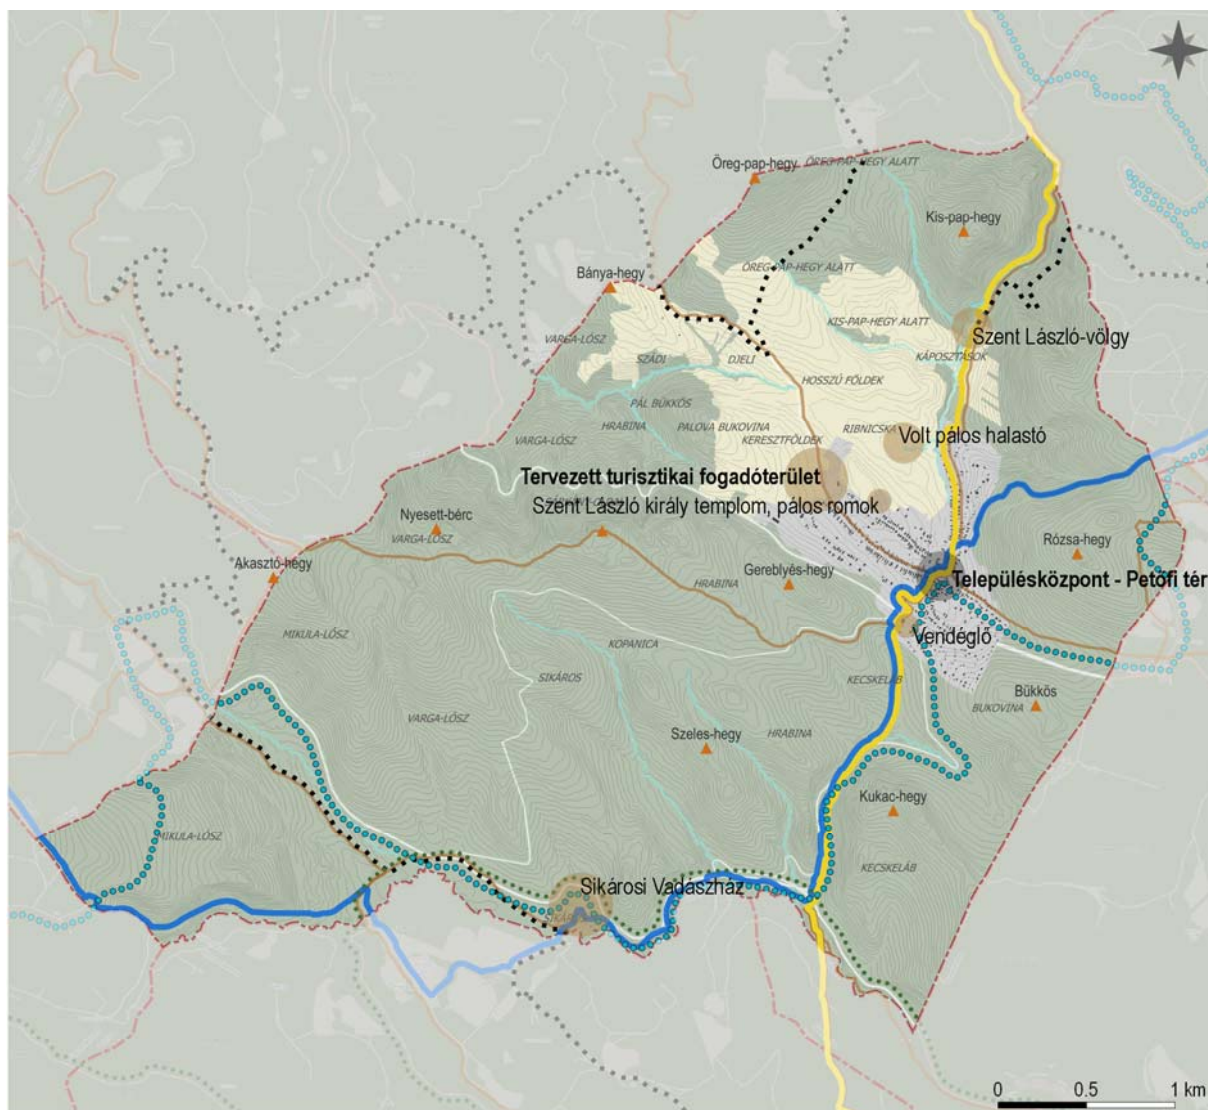 Öreg-pap-hegy
ÖREG-PAP-HEGY ALATT
Kis-pap-hegy
Bánya-hegy
ÖREG-PAP-HEGY ALATT
KIS-PAP-HEGY ALATT
Szent László-völgy
VARGA-LÓSZ
SZÁDI
DJELI
KÁPOSZTÁSOK
HOSSZÚ FÖLDEK
PÁL BÜKKÖS
HRABINA
PALOVA BUKOVINA
RIBNICSKA
VARGA-LÓSZ
KERESZTFÖLDEK
Volt pálos halastó
Tervezett turisztikai fogadóterület
Szent László király templom, pálos romok
Nyesett-bérc
VARGA-LÓSZ
Akasztó-hegy
Gereblyés-hegy
HRABINA
Rózsa-hegy
Településközpont - Petőfi tér
MIKULA-LÓSZ
KOPANICA
Vendéglő
SIKÁROS
KECSKELÁB
Bükkös
BUKOVINA
VARGA-LÓSZ
Szeles-hegy
HRABINA
Kukac-hegy
MIKULA-LÓSZ
KECSKELÁB
Sikárosi Vadászház
0 0.5 1 km